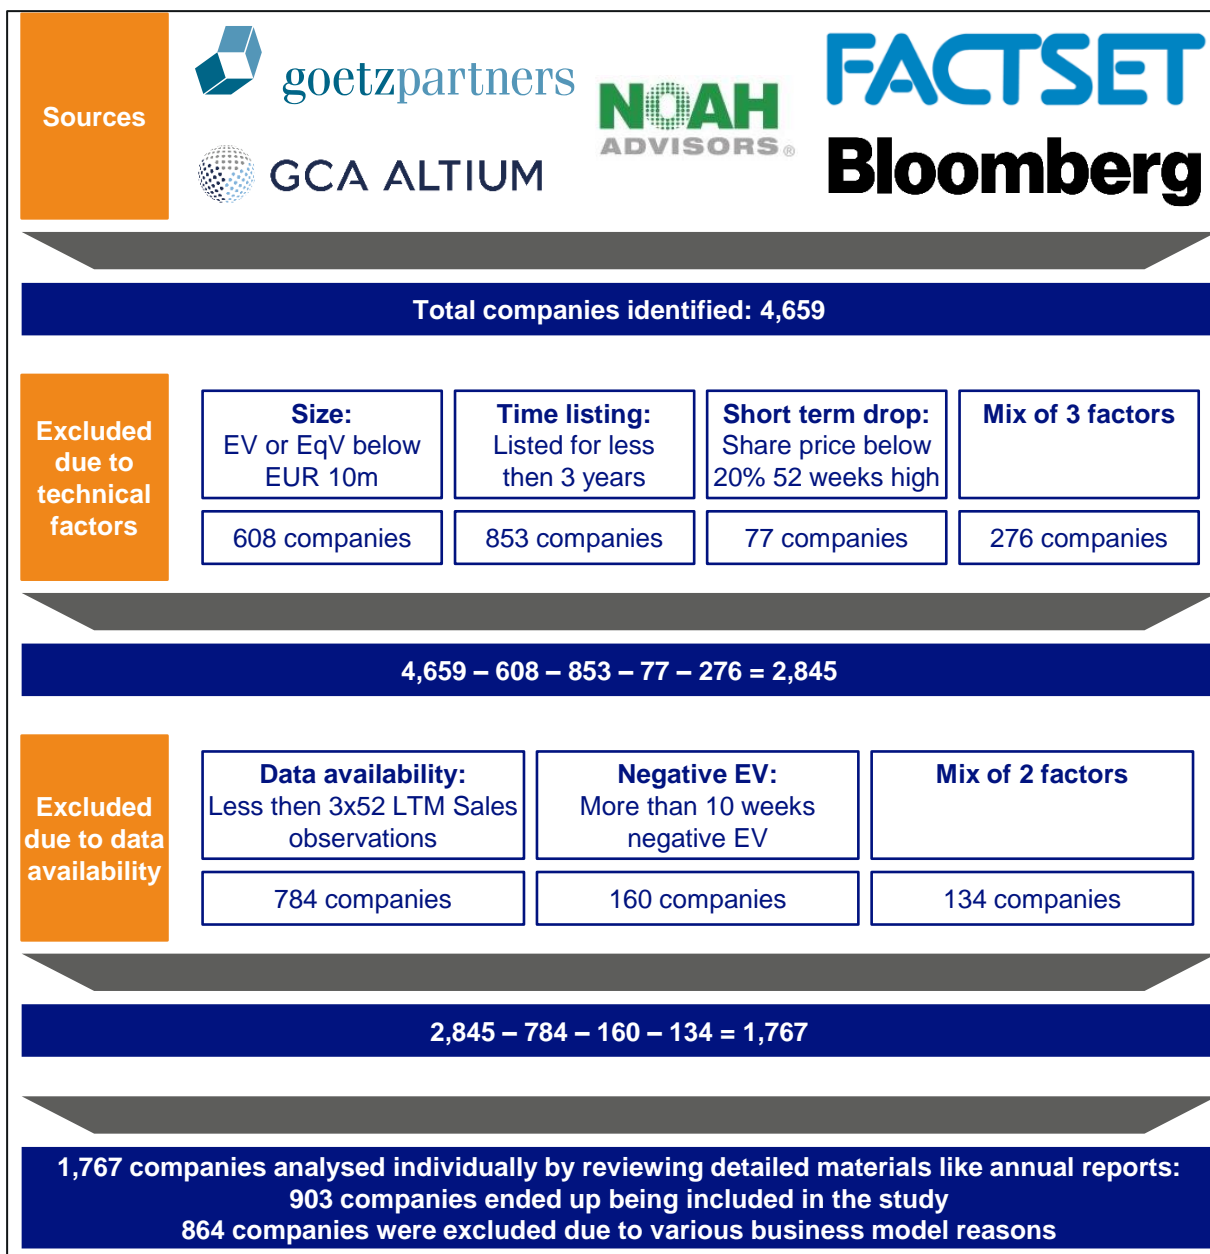 Sources
goetzpartners
GCA ALTIUM
NOAH
ADVISORS®
FACTSET
Bloomberg
Total companies identified: 4,659
Excluded
due to
technical
factors
Size:
EV or EqV below
EUR 10m
Time listing:
Listed for less
then 3 years
Short term drop:
Share price below
20% 52 weeks high
Mix of 3 factors
608 companies
853 companies
77 companies
276 companies
4,659 – 608 – 853 – 77 – 276 = 2,845
Excluded
due to data
availability
Data availability:
Less then 3x52 LTM Sales
observations
Negative EV:
More than 10 weeks
negative EV
Mix of 2 factors
784 companies
160 companies
134 companies
2,845 – 784 – 160 – 134 = 1,767
1,767 companies analysed individually by reviewing detailed materials like annual reports:
903 companies ended up being included in the study
864 companies were excluded due to various business model reasons